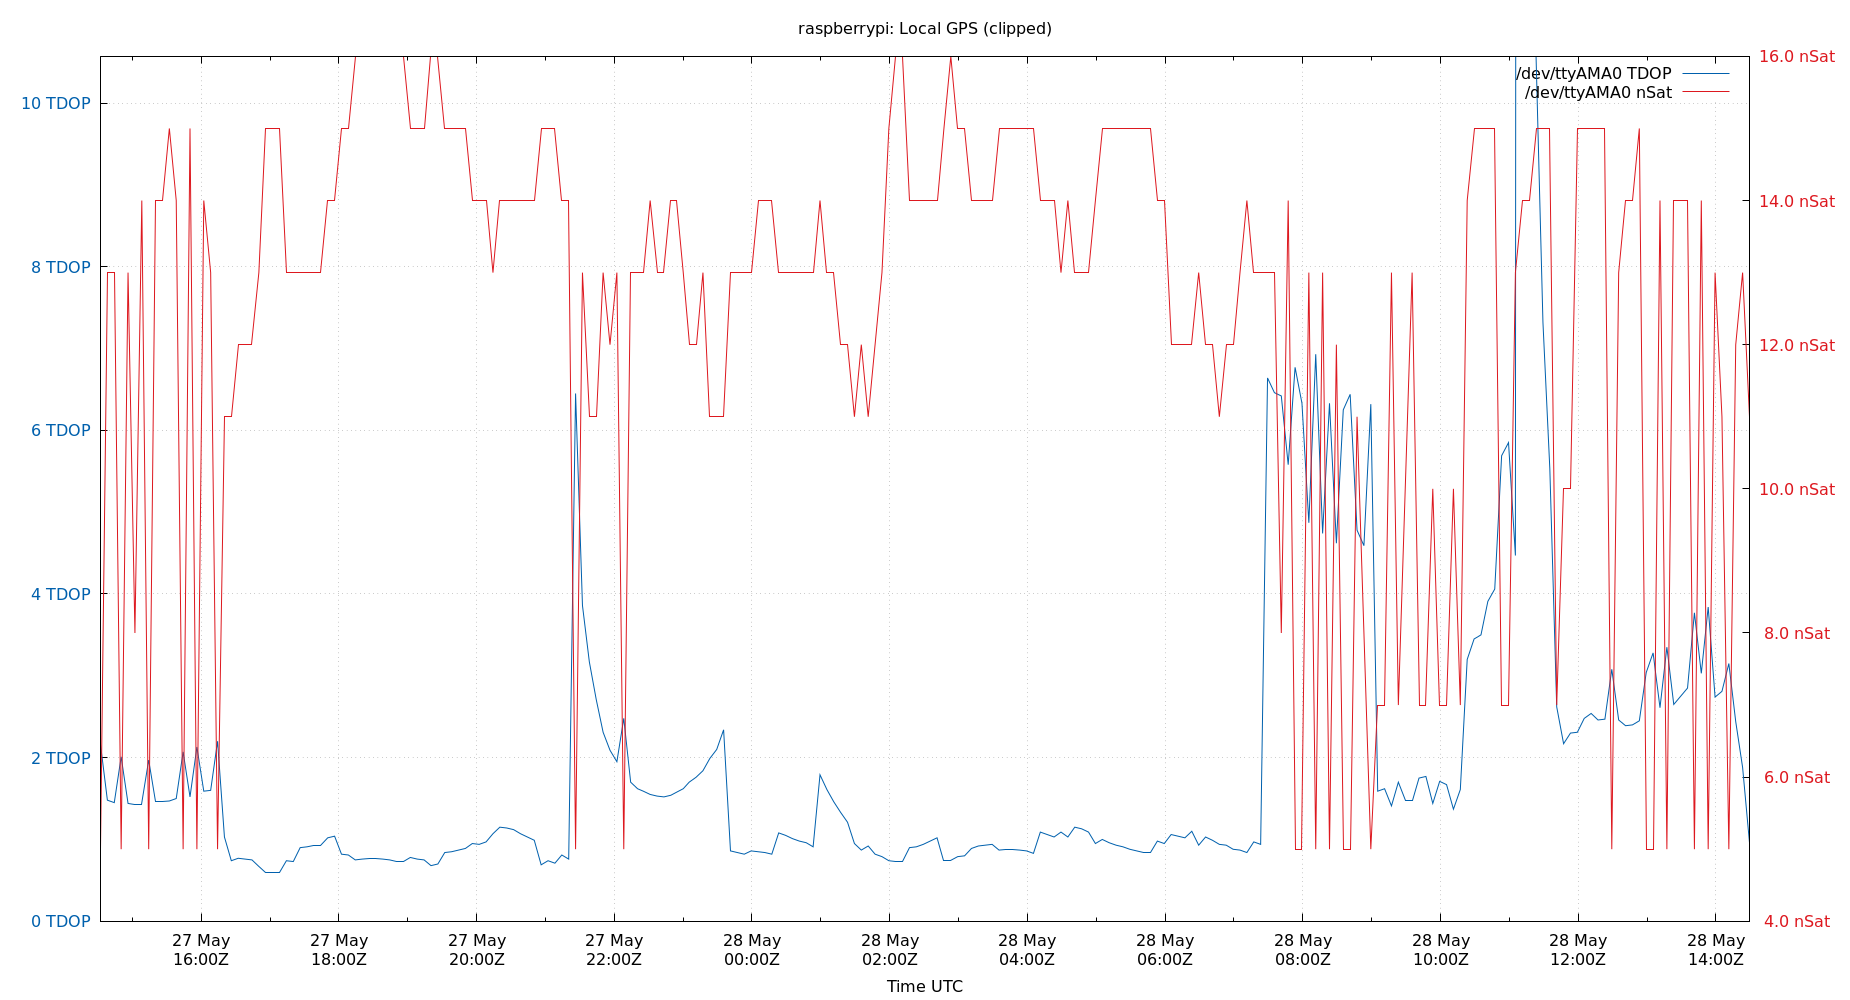 raspberrypi: Local GPS (clipped)
/dev/ttyAMA0 TDOP
/dev/ttyAMA0 nSat
10 TDOP
8 TDOP
6 TDOP
4 TDOP
2 TDOP
0 TDOP
16.0 nSat
14.0 nSat
12.0 nSat
10.0 nSat
8.0 nSat
6.0 nSat
4.0 nSat
27 May 27 May 27 May 27 May 28 May 28 May 28 May 28 May 28 May 28 May 28 May 28 May
16:00Z 18:00Z 20:00Z 22:00Z 00:00Z 02:00Z 04:00Z 06:00Z 08:00Z 10:00Z 12:00Z 14:00Z
Time UTC